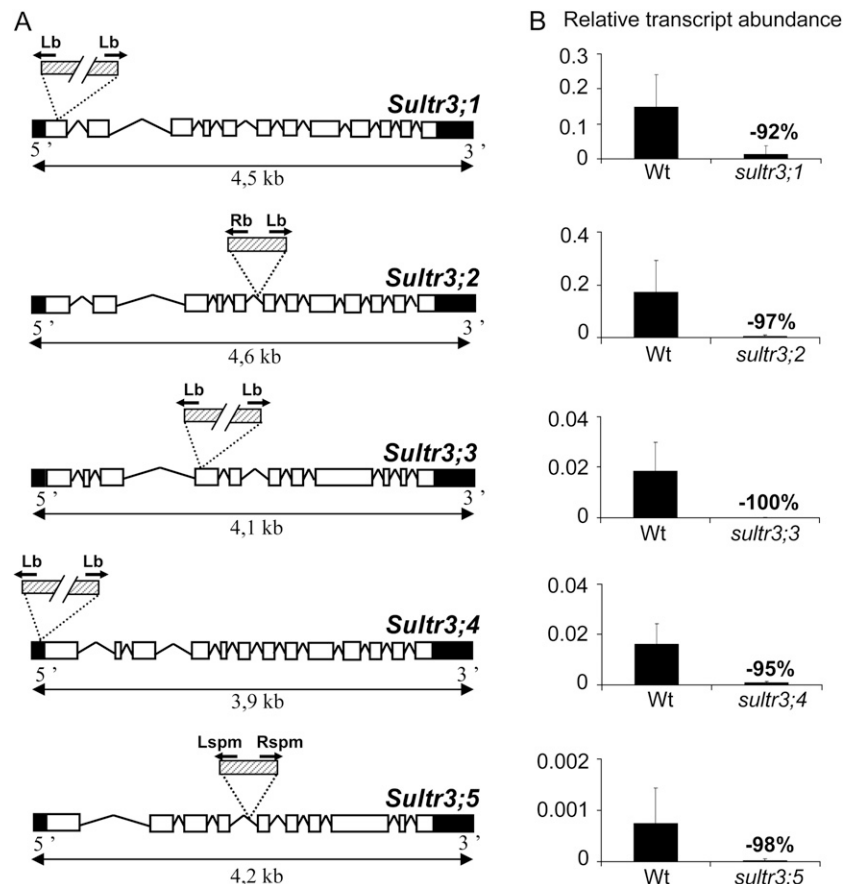 A
B Relative transcript abundance
Lb Lb
Sultr3;1
5 ’ 3 ’
4,5 kb
0.3
0.2
0.1
0
-92%
Wt sultr3;1
Rb Lb
Sultr3;2
5 ’ 3 ’
4,6 kb
0.4
0.2
0
-97%
Wt sultr3;2
Lb Lb
Sultr3;3
5 ’ 3 ’
4,1 kb
0.04
0.02
0
-100%
Wt sultr3;3
Lb Lb
Sultr3;4
5 ’ 3 ’
3,9 kb
0.04
0.02
0
-95%
Wt sultr3;4
Lspm Rspm
Sultr3;5
5 ’ 3 ’
4,2 kb
0.002
0.001
0
-98%
Wt sultr3;5